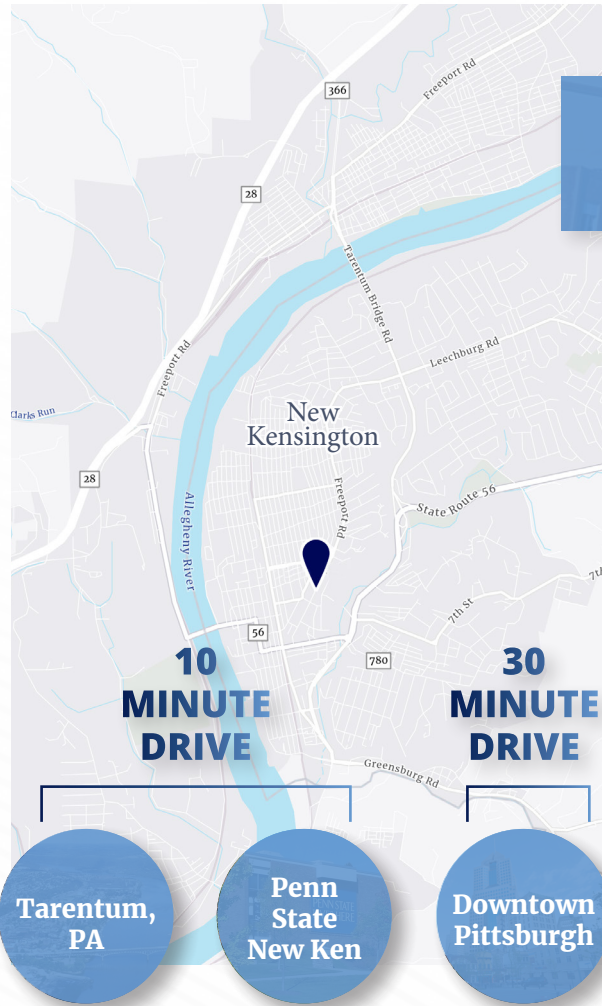 366
Freeport Rd
28
Tarentum Bridge Rd
Freeport Rd
Leechburg Rd
Clarks Run
New
Kensington
28
Freeport Rd
State Route 56
Allegheny River
7th
7th St
56
780
10
MINUTE
DRIVE
30
MINUTE
DRIVE
Greensburg Rd
Tarentum,
PA
Penn
State
New Ken
Downtown
Pittsburgh